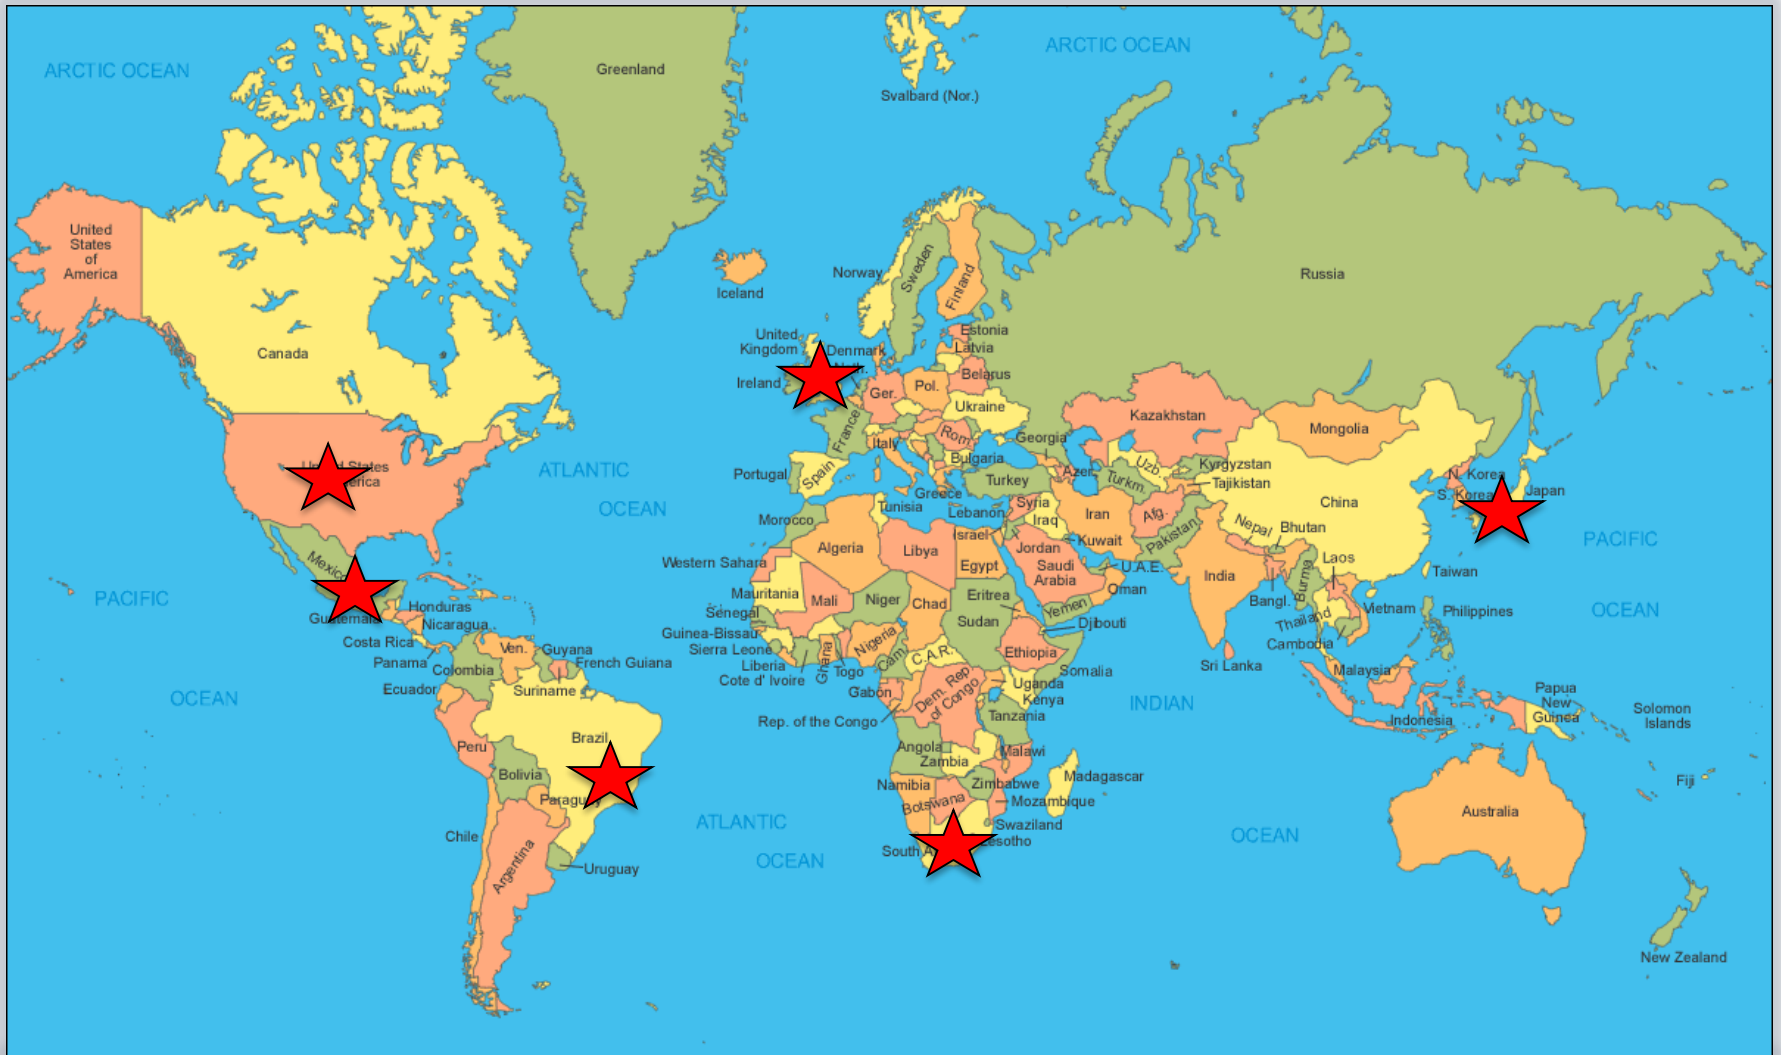 ARCTIC OCEAN
ARCTIC OCEAN
Greenland
Svalbard (Nor.)
United
States
of
America
Canada
Iceland
Norway
Sweden
Finland
Russia
United
Kingdom
Ireland
Denmark
Estonia
Latvia
Belarus
Ger.
Pol.
Ukraine
France
Italy
Rom.
Bulgaria
Georgia
Kazakhstan
Mongolia
Portugal
Spain
Greece
Turkey
Azer.
Uzb.
Turkm.
Kyrgyzstan
Tajikistan
China
N. Korea
S. Korea
Japan
ATLANTIC
OCEAN
Morocco
Tunisia
Lebanon
Syria
Iraq
Iran
Afg.
Pakistan
Nepal
Bhutan
Israel
Jordan
Kuwait
Algeria
Libya
Egypt
Saudi
Arabia
U.A.E.
Oman
Yemen
India
Bangl.
Burma
Laos
Taiwan
PACIFIC
OCEAN
Western Sahara
Mauritania
Mali
Niger
Chad
Sudan
Eritrea
Djibouti
Ethiopia
Somalia
Senegal
Guinea-Bissau
Sierra Leone
Liberia
Cote d' Ivoire
Ghana
Togo
Nigeria
Cam.
C.A.R.
Gabon
Rep. of the Congo
Dem. Rep
of Congo
Uganda
Kenya
Tanzania
Sri Lanka
Thailand
Cambodia
Vietnam
Philippines
Malaysia
Indonesia
Papua
New
Guinea
Solomon
Islands
Mexico
Guatemala
Honduras
Nicaragua
Costa Rica
Panama
PACIFIC
OCEAN
Ven.
Guyana
French Guiana
Suriname
Colombia
Ecuador
Peru
Brazil
Bolivia
Chile
Argentina
Uruguay
ATLANTIC
OCEAN
Angola
Zambia
Malawi
Namibia
Botswana
Zimbabwe
Mozambique
Madagascar
Swaziland
Lesotho
INDIAN
OCEAN
Australia
Fiji
New Zealand